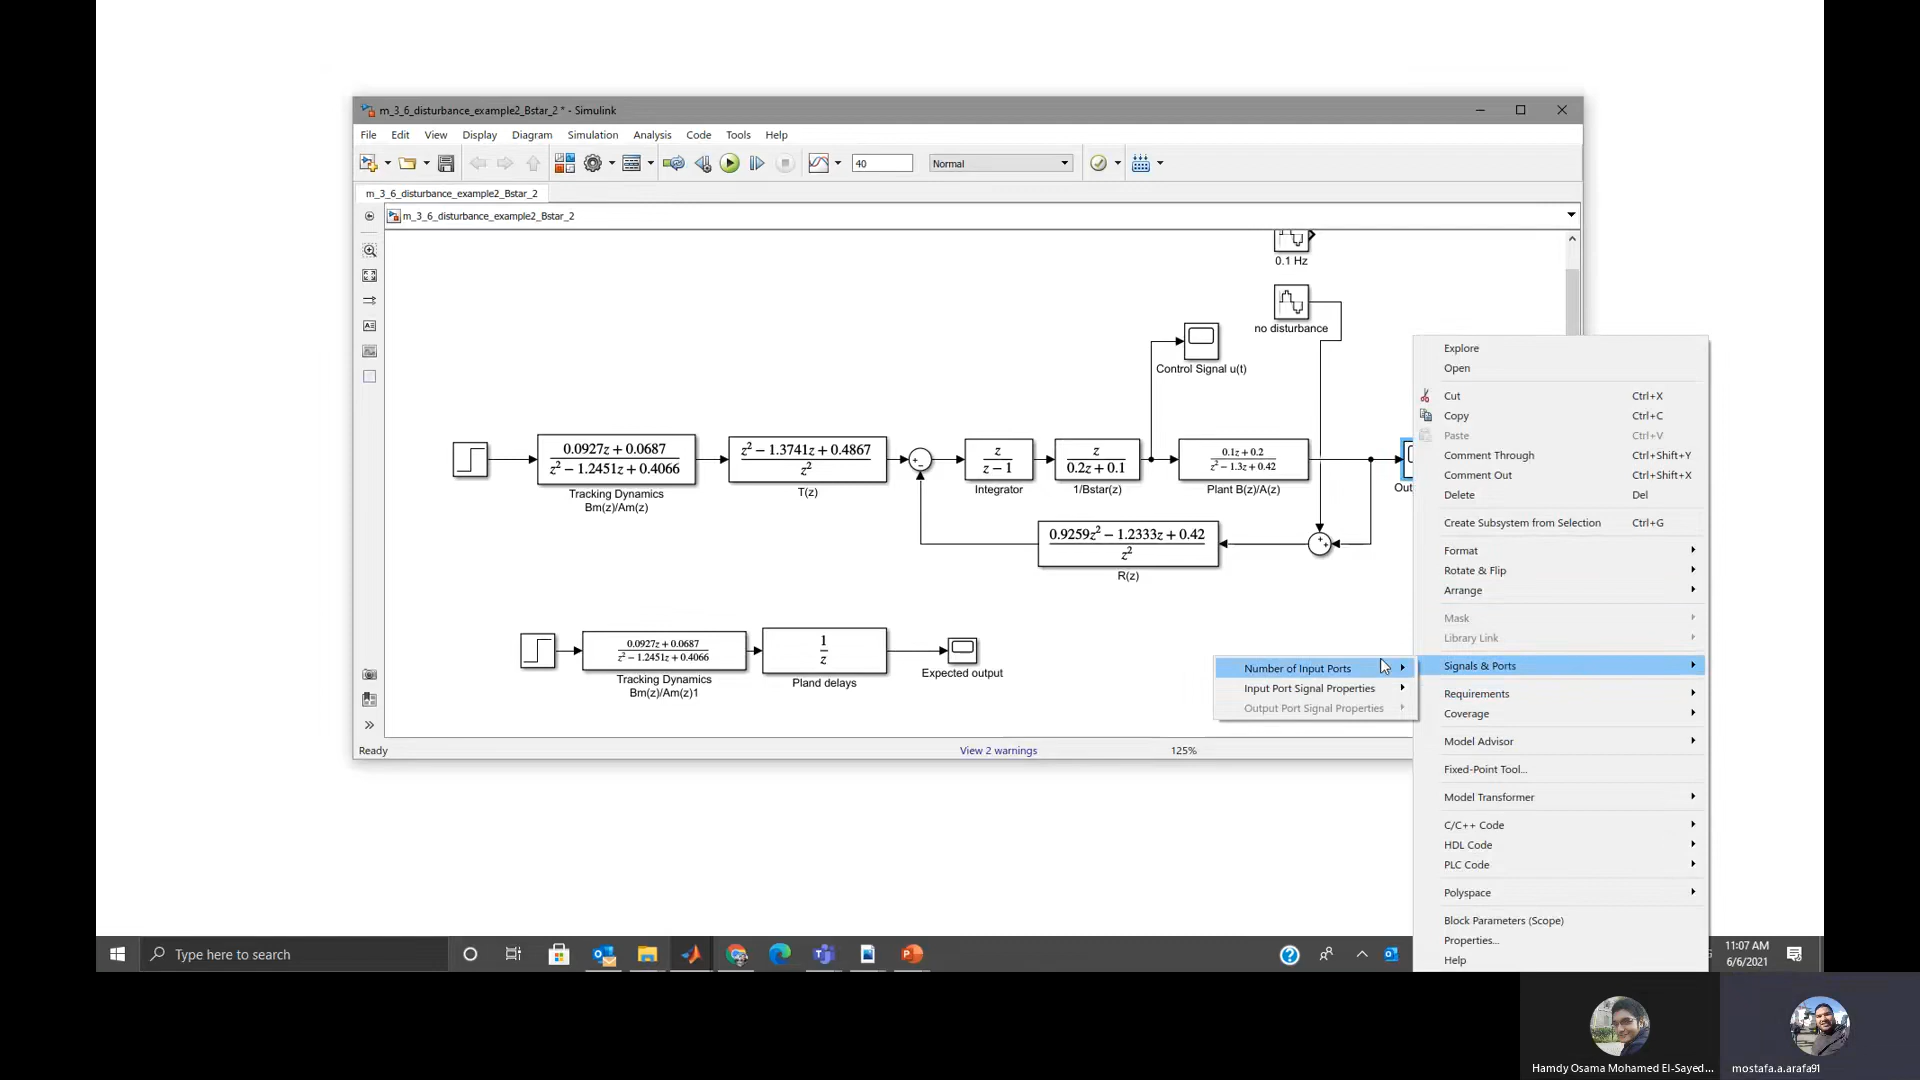 m_3_6_disturbance_example2_Bstar_2 * - Simulink
File Edit View Display Diagram Simulation Analysis Code Tools Help
40 Normal
m_3_6_disturbance_example2_Bstar_2
m_3_6_disturbance_example2_Bstar_2
0.1 Hz
no disturbance
Control Signal u(t)
0.0927z + 0.0687
z² − 1.2451z + 0.4066
Tracking Dynamics
Bm(z)/Am(z)
z² − 1.3741z + 0.4867
z²
T(z)
z
z − 1
Integrator
z
0.2z + 0.1
1/Bstar(z)
0.1z + 0.2
z² − 1.3z + 0.42
Plant B(z)/A(z)
Out
0.9259z² − 1.2333z + 0.42
z²
R(z)
0.0927z + 0.0687
z² − 1.2451z + 0.4066
Tracking Dynamics
Bm(z)/Am(z)1
1
z
Pland delays
Expected output
Explore
Open
Cut Ctrl+X
Copy Ctrl+C
Paste Ctrl+V
Comment Through Ctrl+Shift+Y
Comment Out Ctrl+Shift+X
Delete Del
Create Subsystem from Selection Ctrl+G
Format
Rotate & Flip
Arrange
Mask
Library Link
Signals & Ports
Requirements
Coverage
Model Advisor
Fixed-Point Tool...
Model Transformer
C/C++ Code
HDL Code
PLC Code
Polyspace
Block Parameters (Scope)
Properties...
Help
Number of Input Ports
Input Port Signal Properties
Output Port Signal Properties
Ready View 2 warnings 125%
Type here to search
11:07 AM
6/6/2021
Hamdy Osama Mohamed El-Sayed...
mostafa.a.arafa91